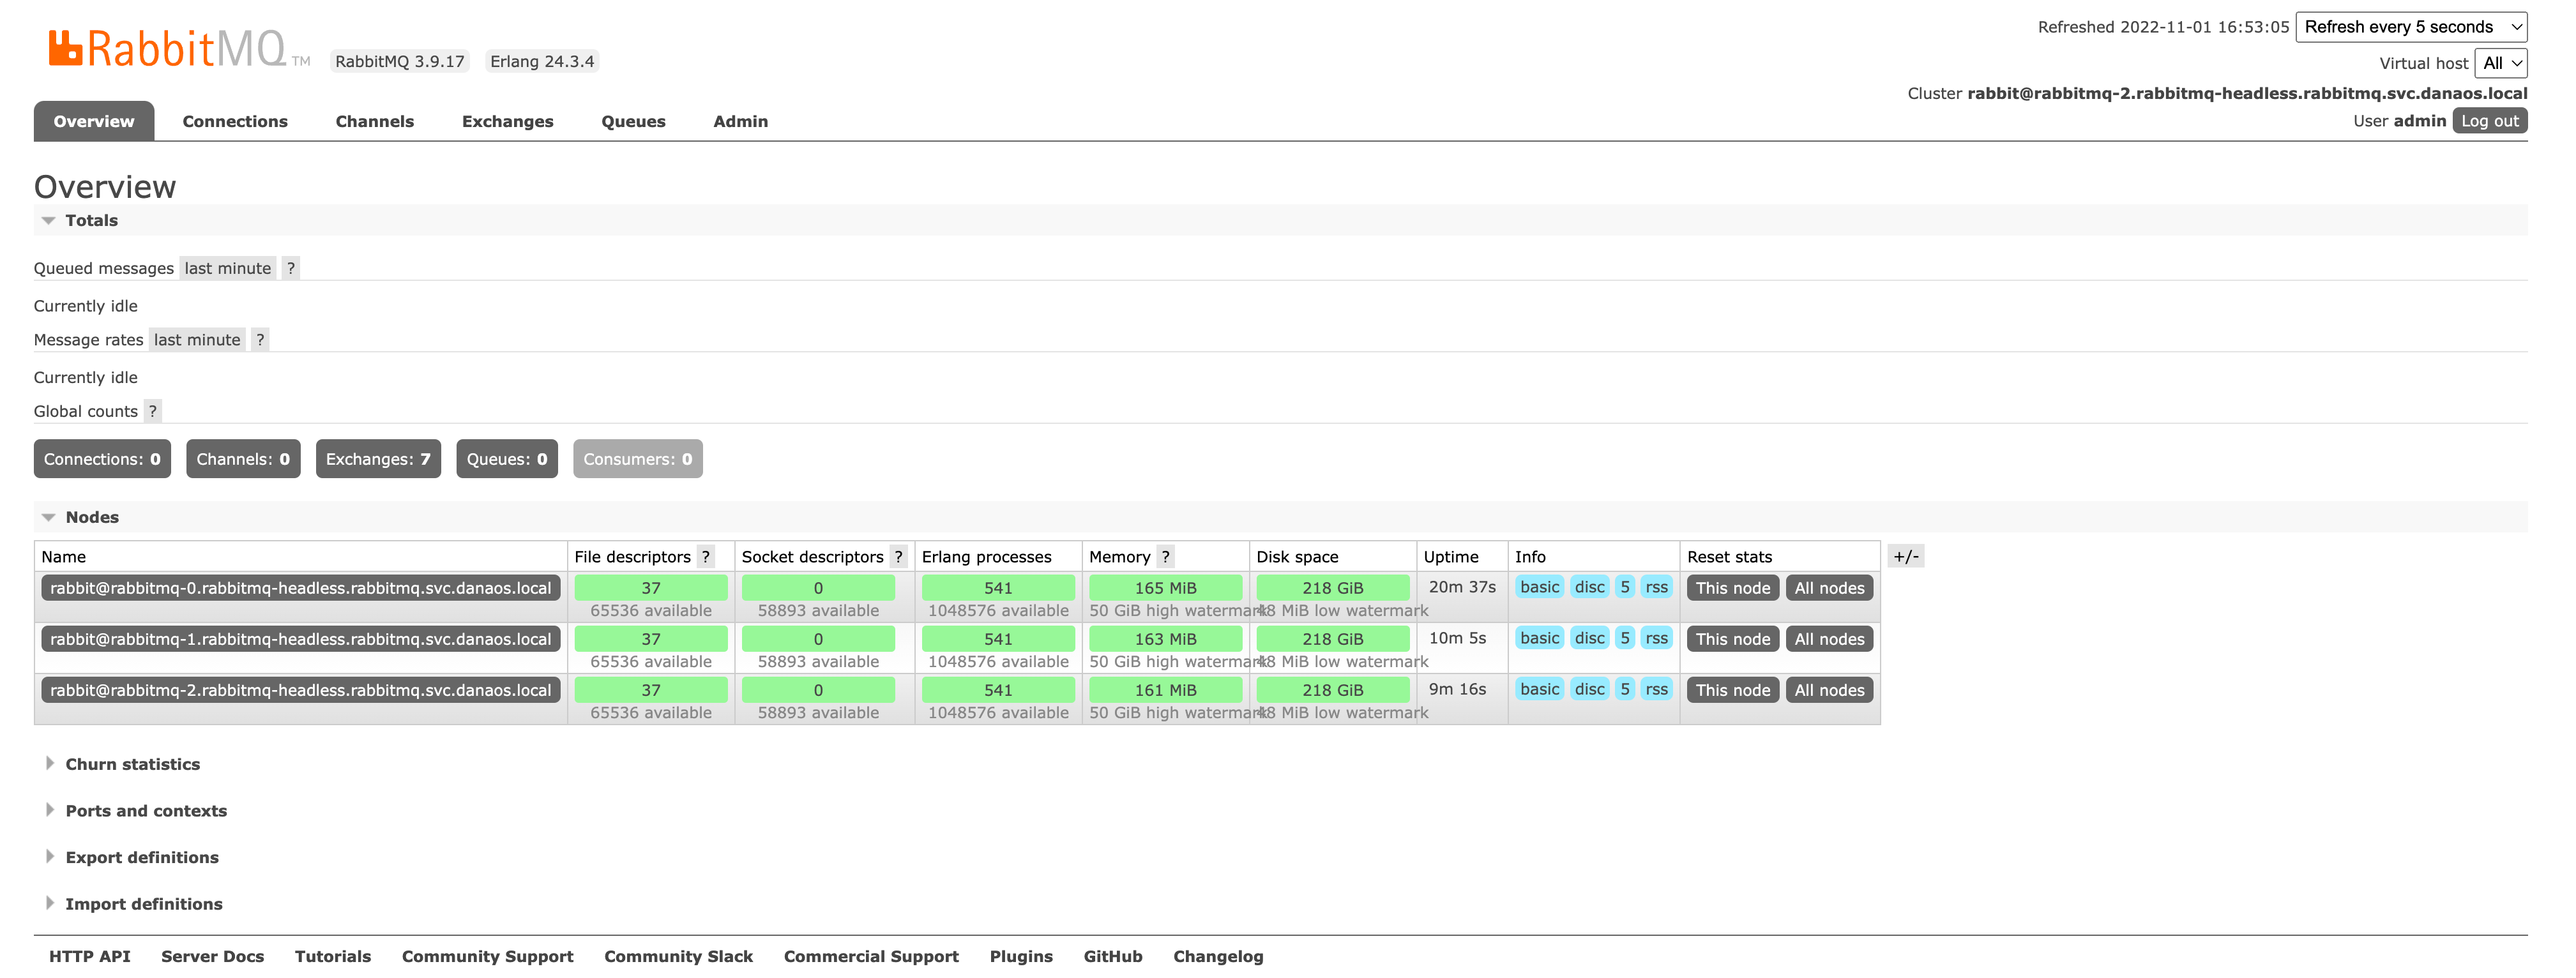 RabbitMQ TM RabbitMQ 3.9.17 Erlang 24.3.4
Refreshed 2022-11-01 16:53:05 Refresh every 5 seconds
Virtual host All
Cluster rabbit@rabbitmq-2.rabbitmq-headless.rabbitmq.svc.danaos.local
User admin Log out
Overview Connections Channels Exchanges Queues Admin
Overview
Totals
Queued messages last minute ?
Currently idle
Message rates last minute ?
Currently idle
Global counts ?
Connections: 0 Channels: 0 Exchanges: 7 Queues: 0 Consumers: 0
Nodes
Name File descriptors ? Socket descriptors ? Erlang processes Memory ? Disk space Uptime Info Reset stats +/-
rabbit@rabbitmq-0.rabbitmq-headless.rabbitmq.svc.danaos.local 37 0 541 165 MiB 218 GiB 20m 37s basic disc 5 rss This node All nodes
65536 available 58893 available 1048576 available 50 GiB high watermark 48 MiB low watermark
rabbit@rabbitmq-1.rabbitmq-headless.rabbitmq.svc.danaos.local 37 0 541 163 MiB 218 GiB 10m 5s basic disc 5 rss This node All nodes
65536 available 58893 available 1048576 available 50 GiB high watermark 48 MiB low watermark
rabbit@rabbitmq-2.rabbitmq-headless.rabbitmq.svc.danaos.local 37 0 541 161 MiB 218 GiB 9m 16s basic disc 5 rss This node All nodes
65536 available 58893 available 1048576 available 50 GiB high watermark 48 MiB low watermark
Churn statistics
Ports and contexts
Export definitions
Import definitions
HTTP API Server Docs Tutorials Community Support Community Slack Commercial Support Plugins GitHub Changelog